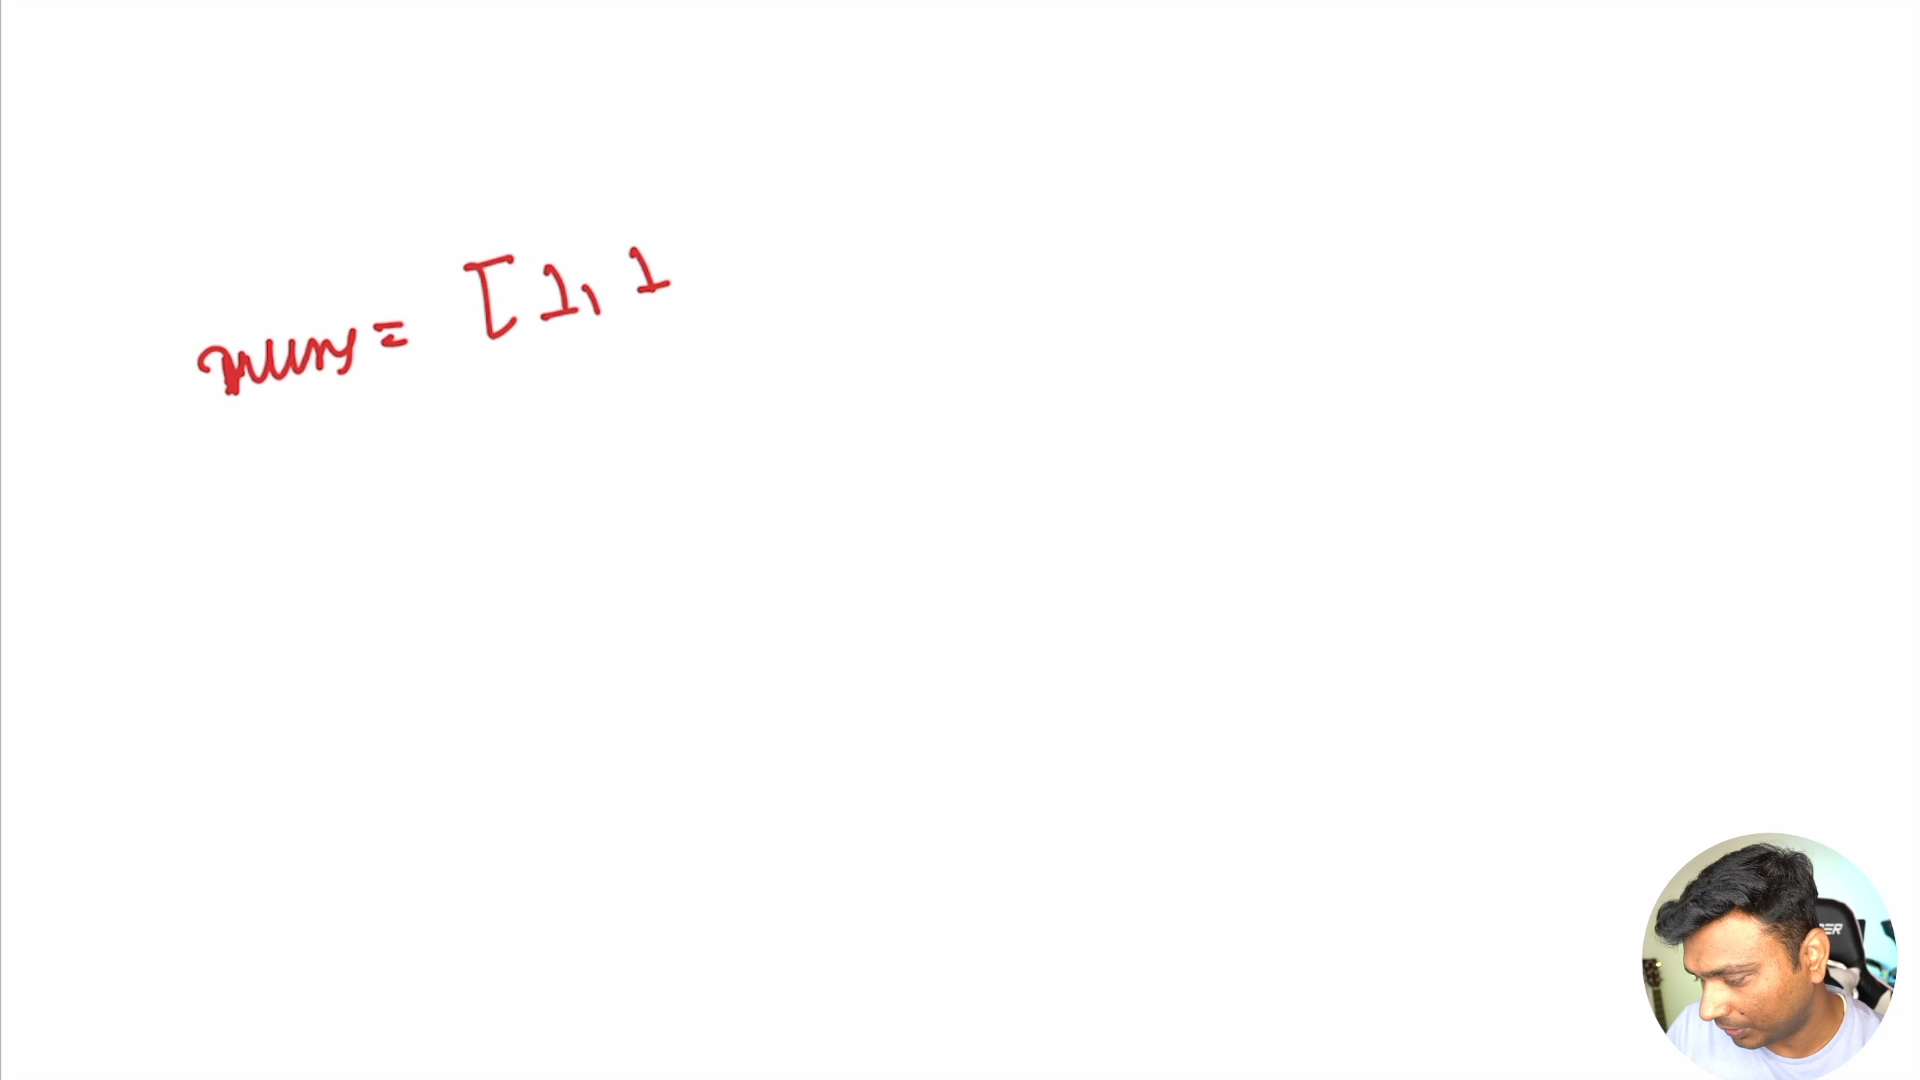 nums = [1, 1